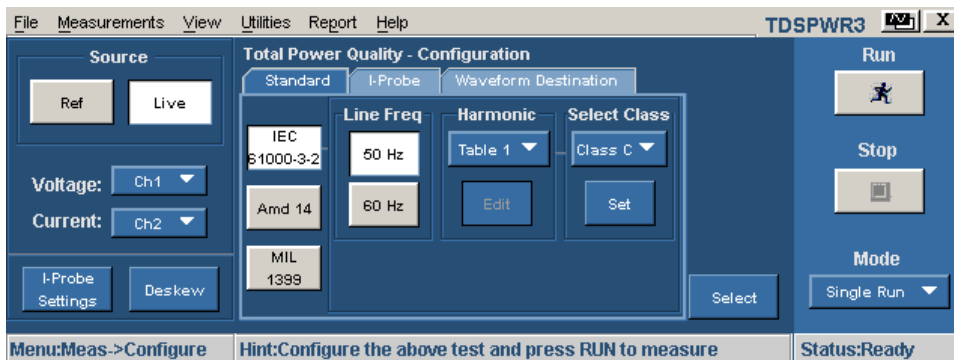 File Measurements View Utilities Report Help TDSPWR3 X
Source
Ref Live
Voltage: Ch1
Current: Ch2
I-Probe Settings
Deskew
Total Power Quality - Configuration
Standard I-Probe Waveform Destination
IEC
61000-3-2
Amd 14
MIL
1399
Line Freq
50 Hz
60 Hz
Harmonic
Table 1
Edit
Select Class
Class C
Set
Select
Run
Stop
Mode
Single Run
Menu:Meas->Configure Hint:Configure the above test and press RUN to measure Status:Ready